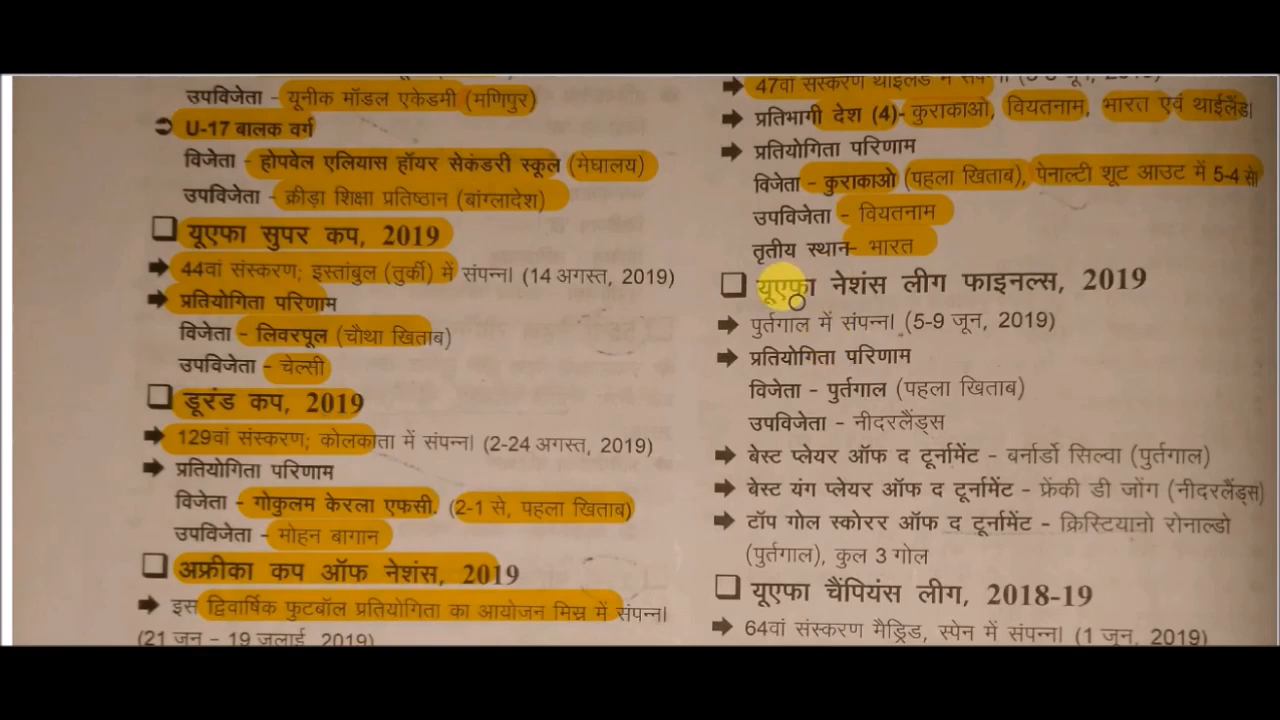 उपविजेता – यूनीक मॉडल एकेडमी (मणिपुर)
➲ U-17 बालक वर्ग
विजेता – होपवेल एलियास हॉयर सेकंडरी स्कूल (मेघालय)
उपविजेता – क्रीड़ा शिक्षा प्रतिष्ठान (बांग्लादेश)
❑ यूएफा सुपर कप, 2019
➡ 44वां संस्करण; इस्तांबुल (तुर्की) में संपन्न। (14 अगस्त, 2019)
➡ प्रतियोगिता परिणाम
विजेता – लिवरपूल (चौथा खिताब)
उपविजेता – चेल्सी
❑ डूरंड कप, 2019
➡ 129वां संस्करण; कोलकाता में संपन्न। (2-24 अगस्त, 2019)
➡ प्रतियोगिता परिणाम
विजेता – गोकुलम केरला एफसी. (2-1 से, पहला खिताब)
उपविजेता – मोहन बागान
❑ अफ्रीका कप ऑफ नेशंस, 2019
➡ इस द्विवार्षिक फुटबॉल प्रतियोगिता का आयोजन मिस्र में संपन्न।
(21 जून – 19 जुलाई, 2019)
➡ 47वां संस्करण थाईलैंड में
➡ प्रतिभागी देश (4)- कुराकाओ, वियतनाम, भारत एवं थाईलैंड।
➡ प्रतियोगिता परिणाम
विजेता – कुराकाओ (पहला खिताब), पेनाल्टी शूट आउट में 5-4 से।
उपविजेता – वियतनाम
तृतीय स्थान– भारत
❑ यूएफा नेशंस लीग फाइनल्स, 2019
➡ पुर्तगाल में संपन्न। (5-9 जून, 2019)
➡ प्रतियोगिता परिणाम
विजेता – पुर्तगाल (पहला खिताब)
उपविजेता – नीदरलैंड्स
➡ बेस्ट प्लेयर ऑफ द टूर्नामेंट – बर्नार्डो सिल्वा (पुर्तगाल)
➡ बेस्ट यंग प्लेयर ऑफ द टूर्नामेंट – फ्रेंकी डी जोंग (नीदरलैंड्स)
➡ टॉप गोल स्कोरर ऑफ द टूर्नामेंट – क्रिस्टियानो रोनाल्डो
(पुर्तगाल), कुल 3 गोल
❑ यूएफा चैंपियंस लीग, 2018-19
➡ 64वां संस्करण मैड्रिड, स्पेन में संपन्न। (1 जून, 2019)